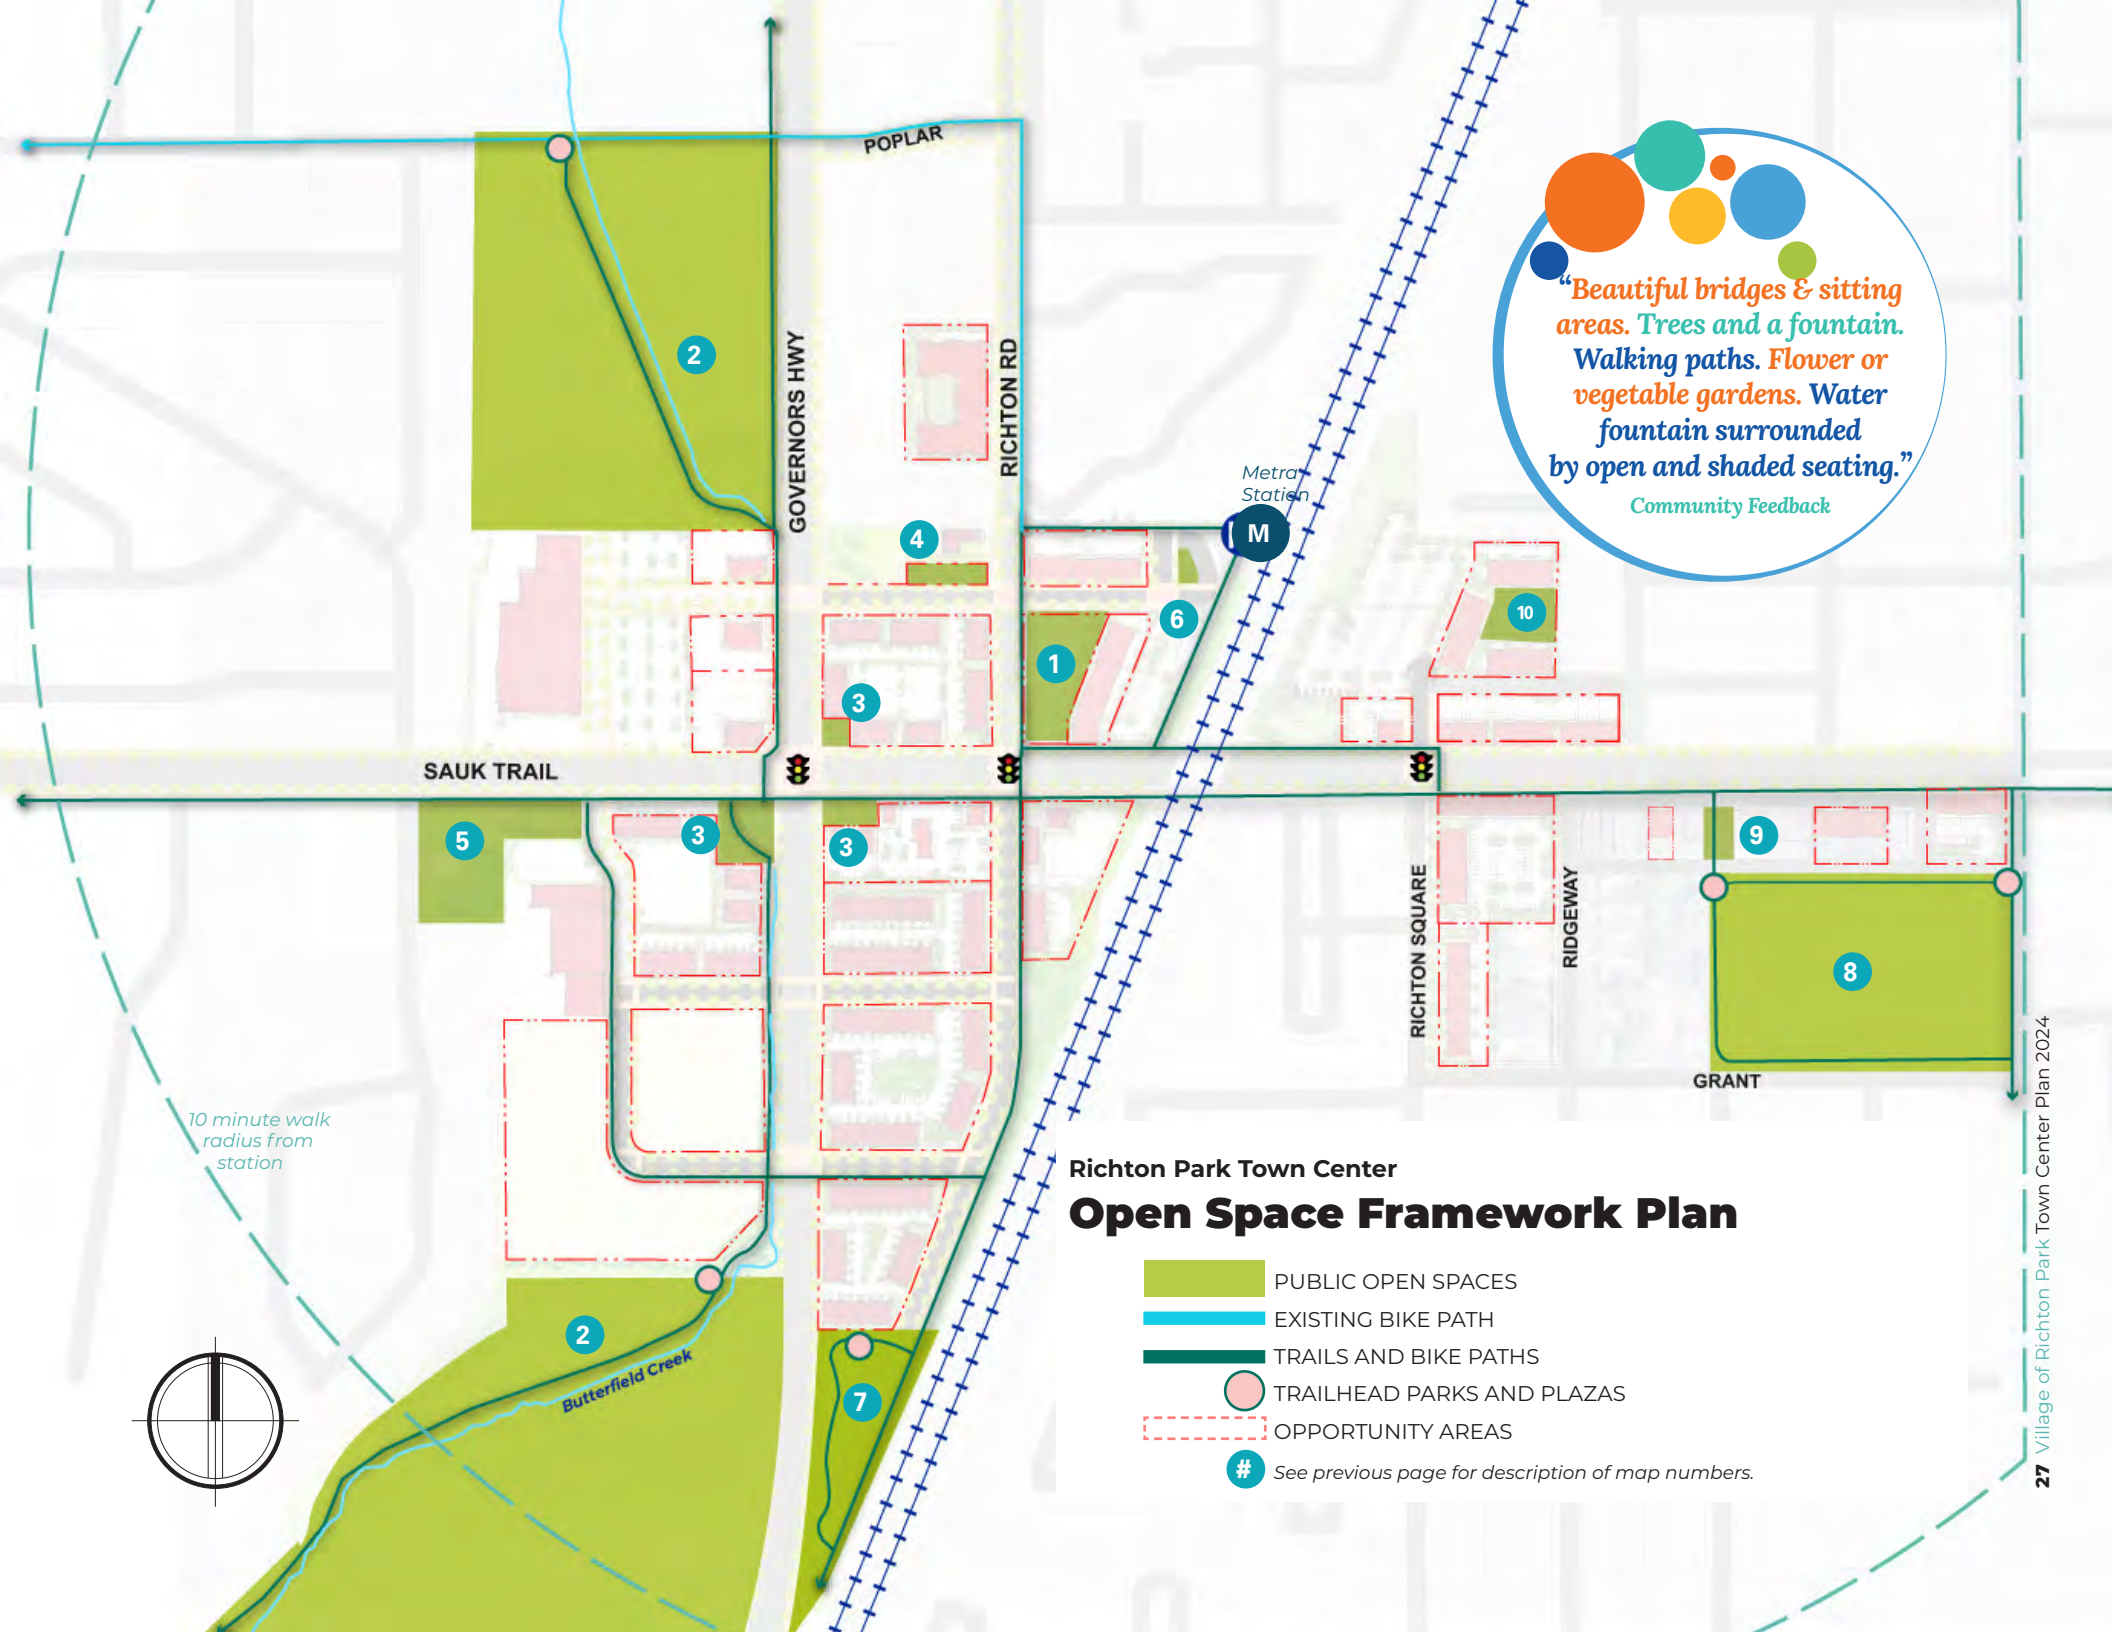 POPLAR
GOVERNORS HWY
RICHTON RD
2
4
Metra
Station
M
6
1
3
10
“Beautiful bridges & sitting
areas. Trees and a fountain.
Walking paths. Flower or
vegetable gardens. Water
fountain surrounded
by open and shaded seating.”
Community Feedback
SAUK TRAIL
5
3
3
9
8
RICHTON SQUARE
RIDGEWAY
GRANT
10 minute walk
radius from
station
2
Butterfield Creek
7
Richton Park Town Center
Open Space Framework Plan
PUBLIC OPEN SPACES
EXISTING BIKE PATH
TRAILS AND BIKE PATHS
TRAILHEAD PARKS AND PLAZAS
OPPORTUNITY AREAS
# See previous page for description of map numbers.
27 Village of Richton Park Town Center Plan 2024